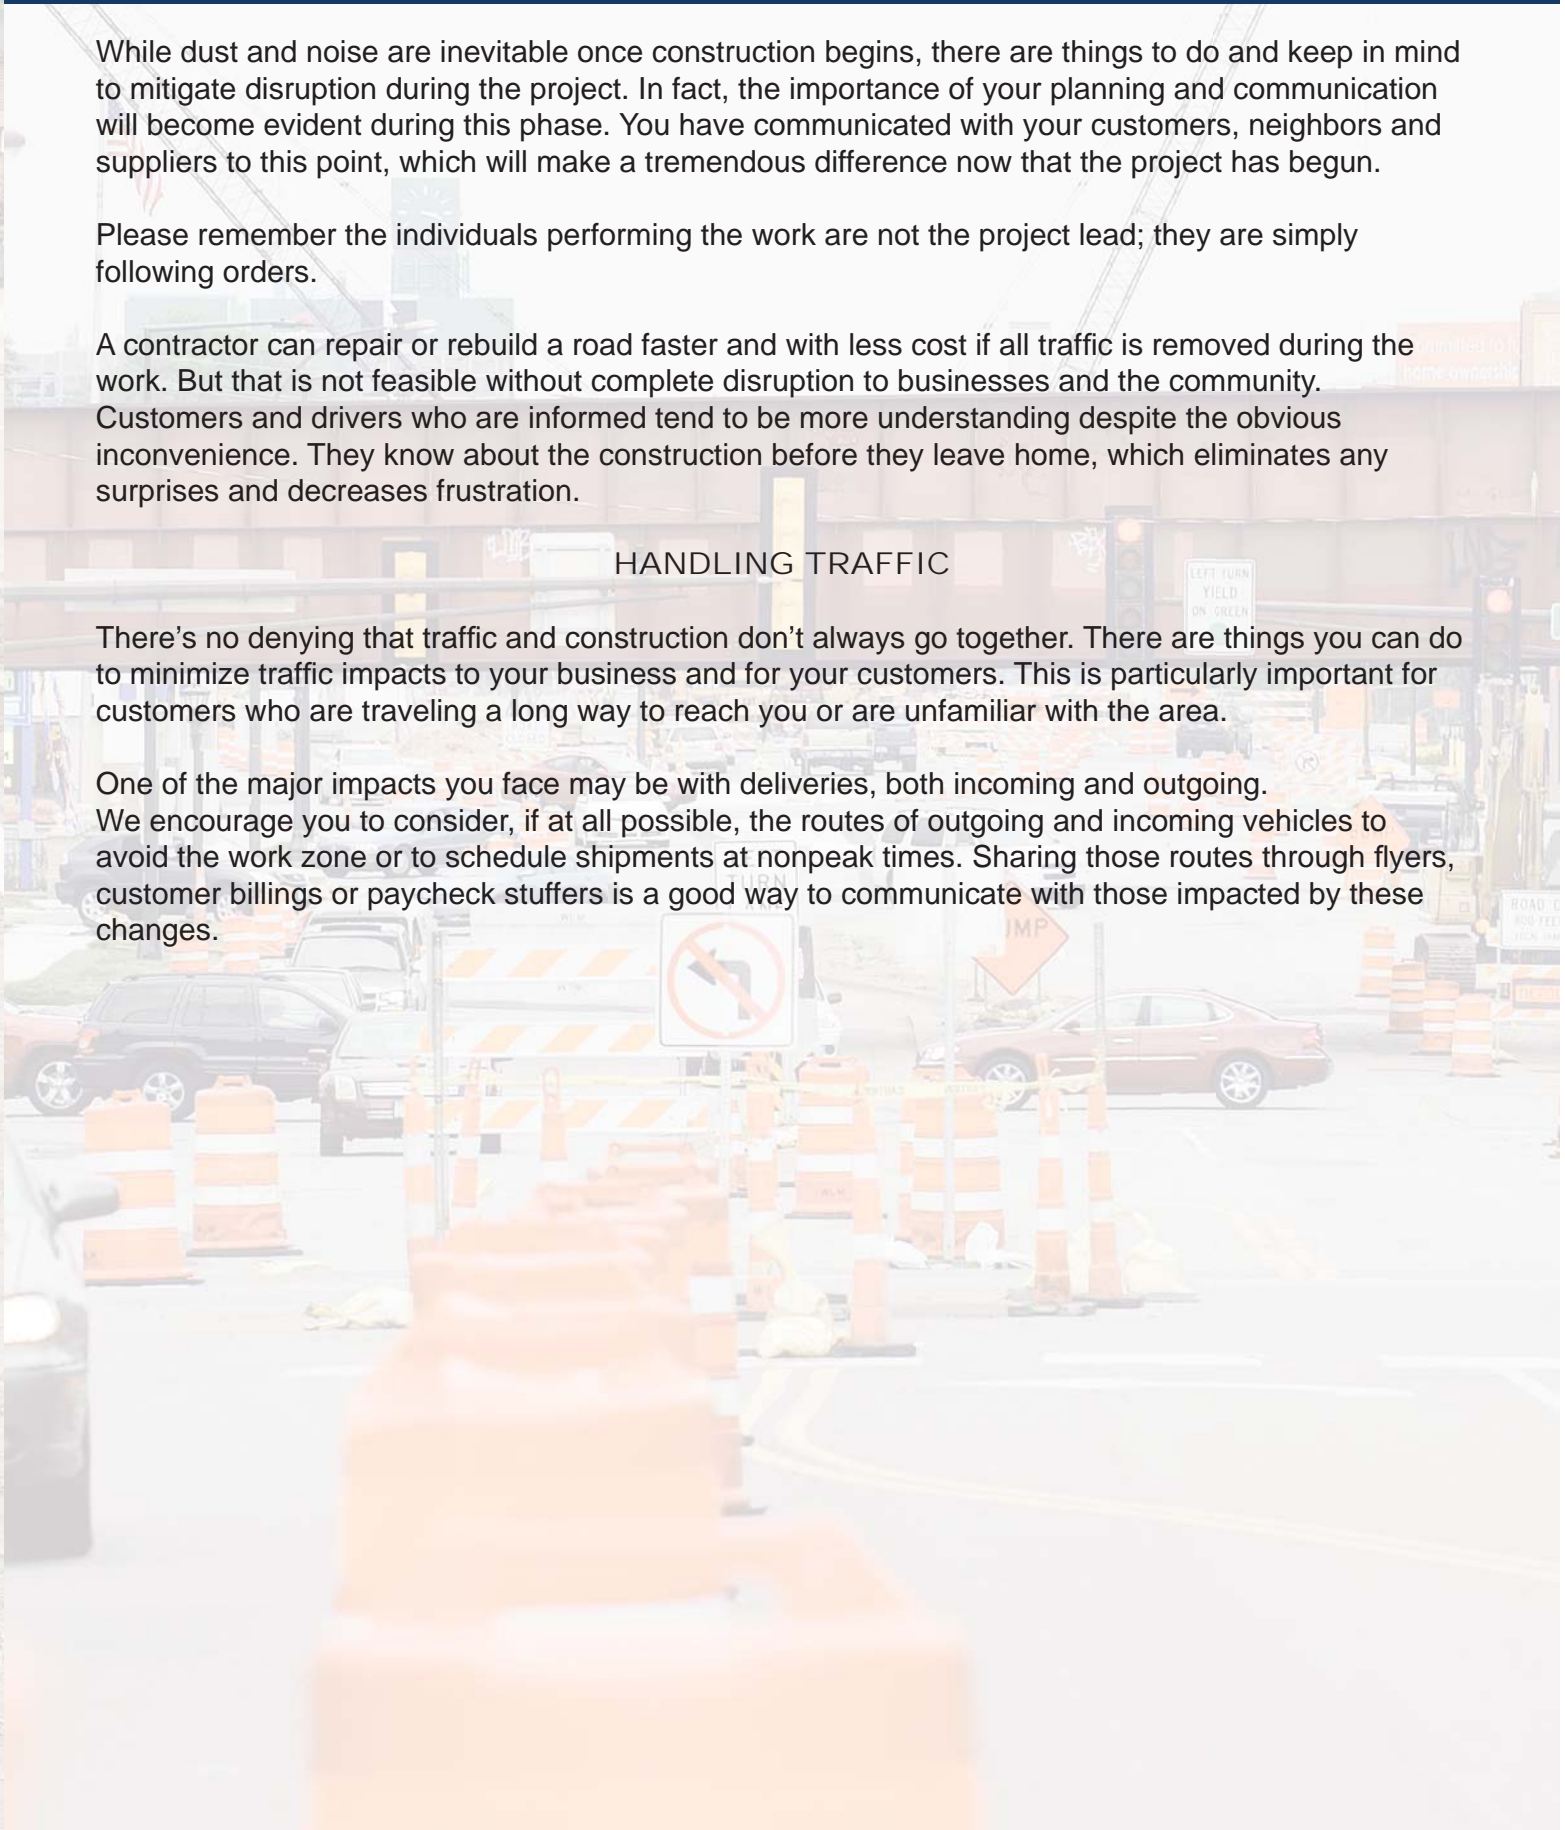 While dust and noise are inevitable once construction begins, there are things to do and keep in mind
to mitigate disruption during the project. In fact, the importance of your planning and communication
will become evident during this phase. You have communicated with your customers, neighbors and
suppliers to this point, which will make a tremendous difference now that the project has begun.
Please remember the individuals performing the work are not the project lead; they are simply
following orders.
A contractor can repair or rebuild a road faster and with less cost if all traffic is removed during the
work. But that is not feasible without complete disruption to businesses and the community.
Customers and drivers who are informed tend to be more understanding despite the obvious
inconvenience. They know about the construction before they leave home, which eliminates any
surprises and decreases frustration.
HANDLING TRAFFIC
LEFT TURN
YIELD
ON GREEN
There’s no denying that traffic and construction don’t always go together. There are things you can do
to minimize traffic impacts to your business and for your customers. This is particularly important for
customers who are traveling a long way to reach you or are unfamiliar with the area.
One of the major impacts you face may be with deliveries, both incoming and outgoing.
We encourage you to consider, if at all possible, the routes of outgoing and incoming vehicles to
avoid the work zone or to schedule shipments at nonpeak times. Sharing those routes through flyers,
customer billings or paycheck stuffers is a good way to communicate with those impacted by these
changes.
TURN